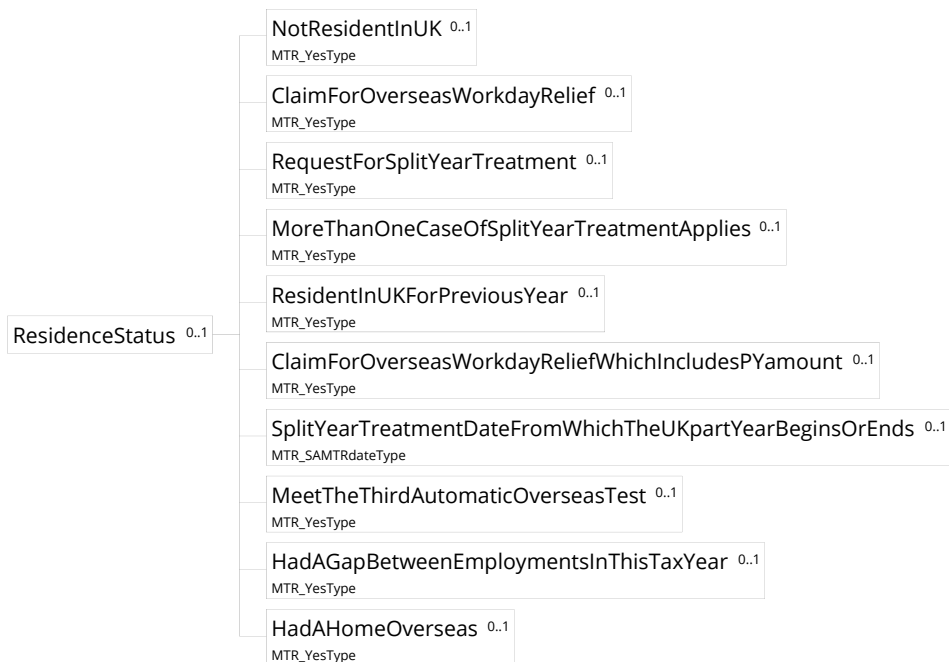 NotResidentInUK 0..1
MTR_YesType
ClaimForOverseasWorkdayRelief 0..1
MTR_YesType
RequestForSplitYearTreatment 0..1
MTR_YesType
MoreThanOneCaseOfSplitYearTreatmentApplies 0..1
MTR_YesType
ResidentInUKForPreviousYear 0..1
MTR_YesType
ResidenceStatus 0..1
ClaimForOverseasWorkdayReliefWhichIncludesPYamount 0..1
MTR_YesType
SplitYearTreatmentDateFromWhichTheUKpartYearBeginsOrEnds 0..1
MTR_SAMTRdateType
MeetTheThirdAutomaticOverseasTest 0..1
MTR_YesType
HadAGapBetweenEmploymentsInThisTaxYear 0..1
MTR_YesType
HadAHomeOverseas 0..1
MTR_YesType